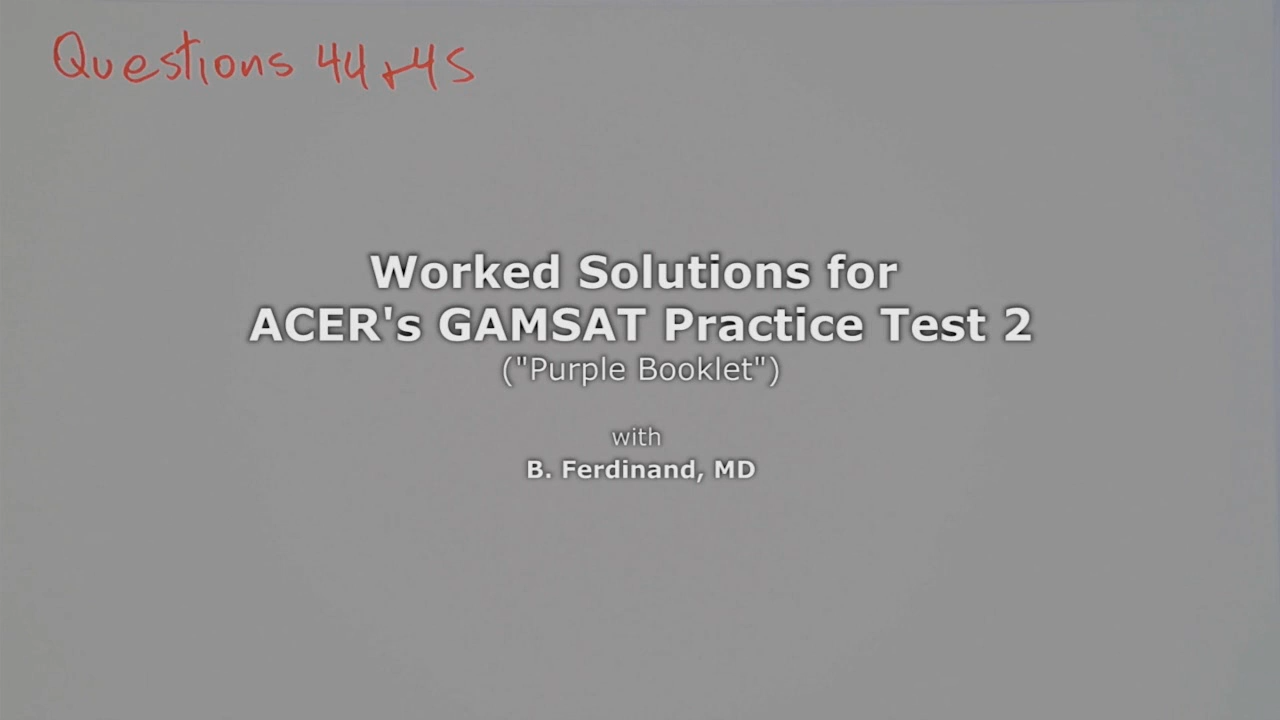 Questions 44+45
Worked Solutions for
ACER's GAMSAT Practice Test 2
("Purple Booklet")
with
B. Ferdinand, MD